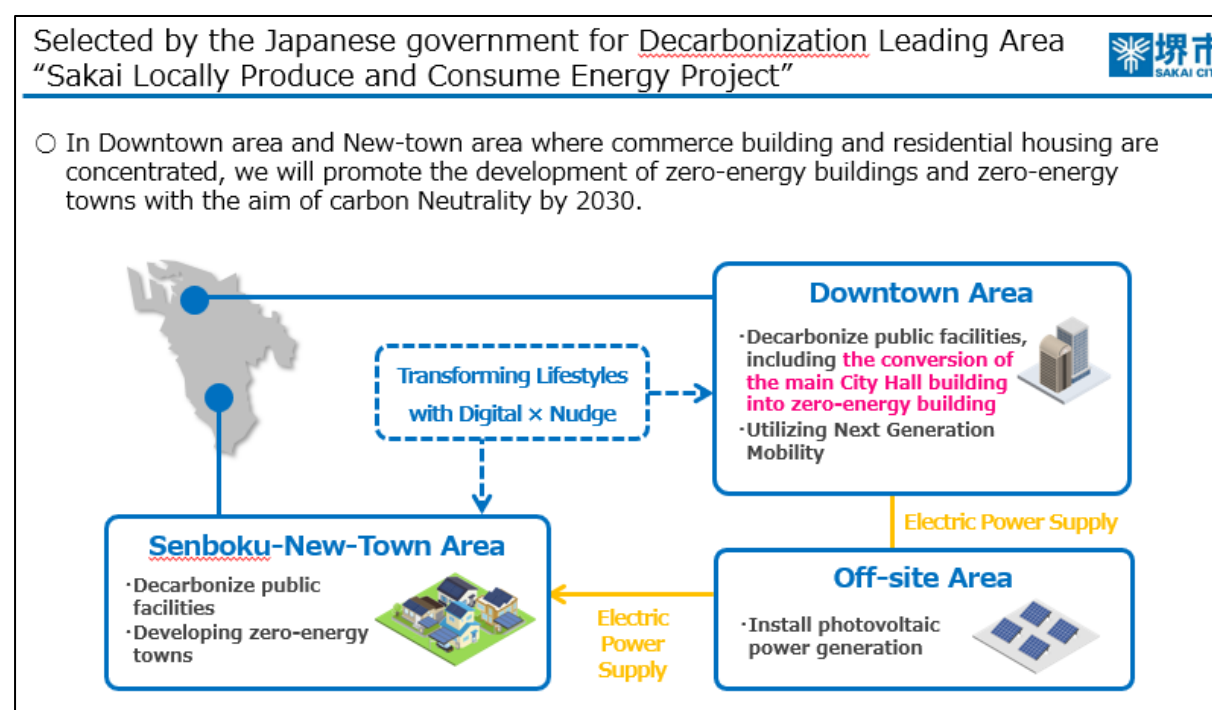 Selected by the Japanese government for Decarbonization Leading Area
“Sakai Locally Produce and Consume Energy Project”
堺市
SAKAI CIT
○ In Downtown area and New-town area where commerce building and residential housing are
concentrated, we will promote the development of zero-energy buildings and zero-energy
towns with the aim of carbon Neutrality by 2030.
Downtown Area
・Decarbonize public facilities,
including the conversion of
the main City Hall building
into zero-energy building
・Utilizing Next Generation
Mobility
Transforming Lifestyles
with Digital × Nudge
Electric Power Supply
Senboku-New-Town Area
・Decarbonize public
facilities
・Developing zero-energy
towns
Electric
Power
Supply
Off-site Area
・Install photovoltaic
power generation